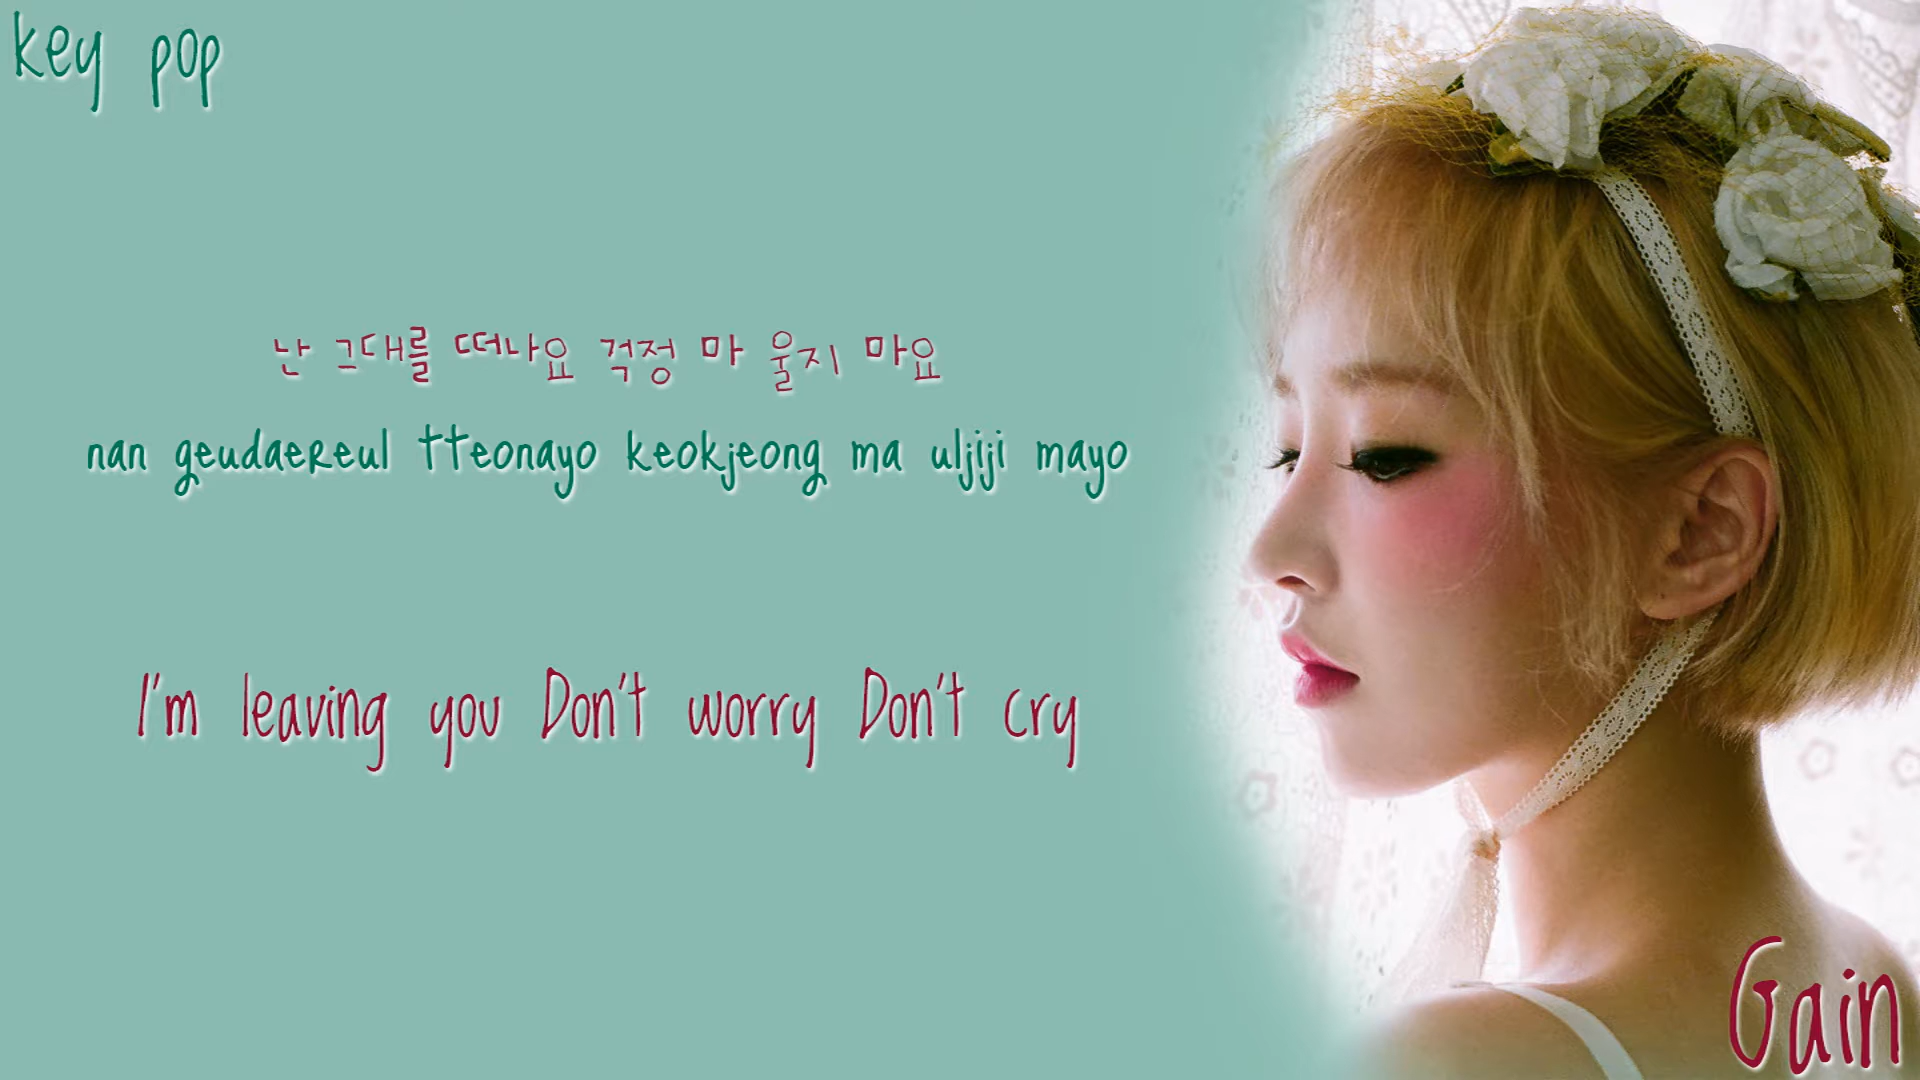 key pop
난 그대를 떠나요 걱정 마 울지 마요
nan geudaereul tteonayo keokjeong ma uljiji mayo
I'm leaving you Don't worry Don't cry
Gain